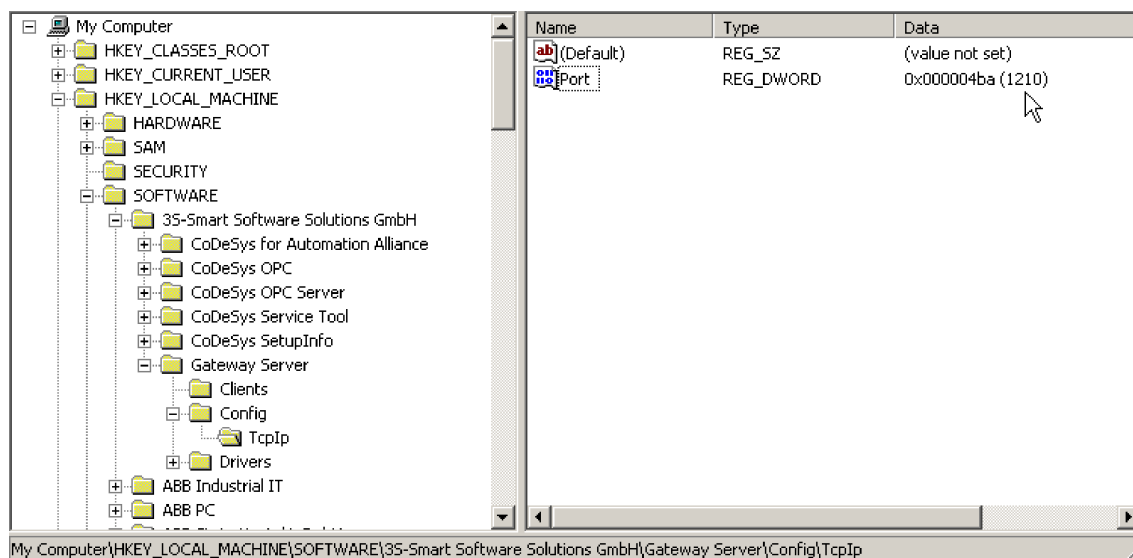 My Computer
HKEY_CLASSES_ROOT
HKEY_CURRENT_USER
HKEY_LOCAL_MACHINE
HARDWARE
SAM
SECURITY
SOFTWARE
3S-Smart Software Solutions GmbH
CoDeSys for Automation Alliance
CoDeSys OPC
CoDeSys OPC Server
CoDeSys Service Tool
CoDeSys SetupInfo
Gateway Server
Clients
Config
TcpIp
Drivers
ABB Industrial IT
ABB PC
Name Type Data
(Default) REG_SZ (value not set)
Port REG_DWORD 0x000004ba (1210)
My Computer\HKEY_LOCAL_MACHINE\SOFTWARE\3S-Smart Software Solutions GmbH\Gateway Server\Config\TcpIp